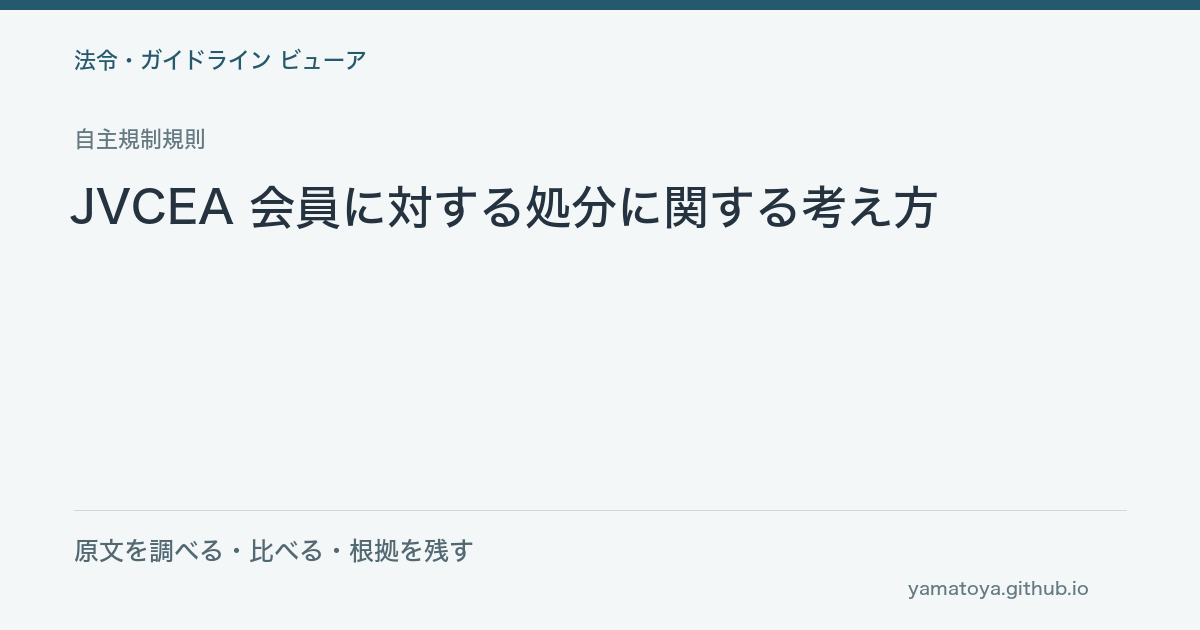 法令・ガイドライン ビューア
自主規制規則
JVCEA 会員に対する処分に関する考え方
原文を調べる・比べる・根拠を残す
yamatoya.github.io